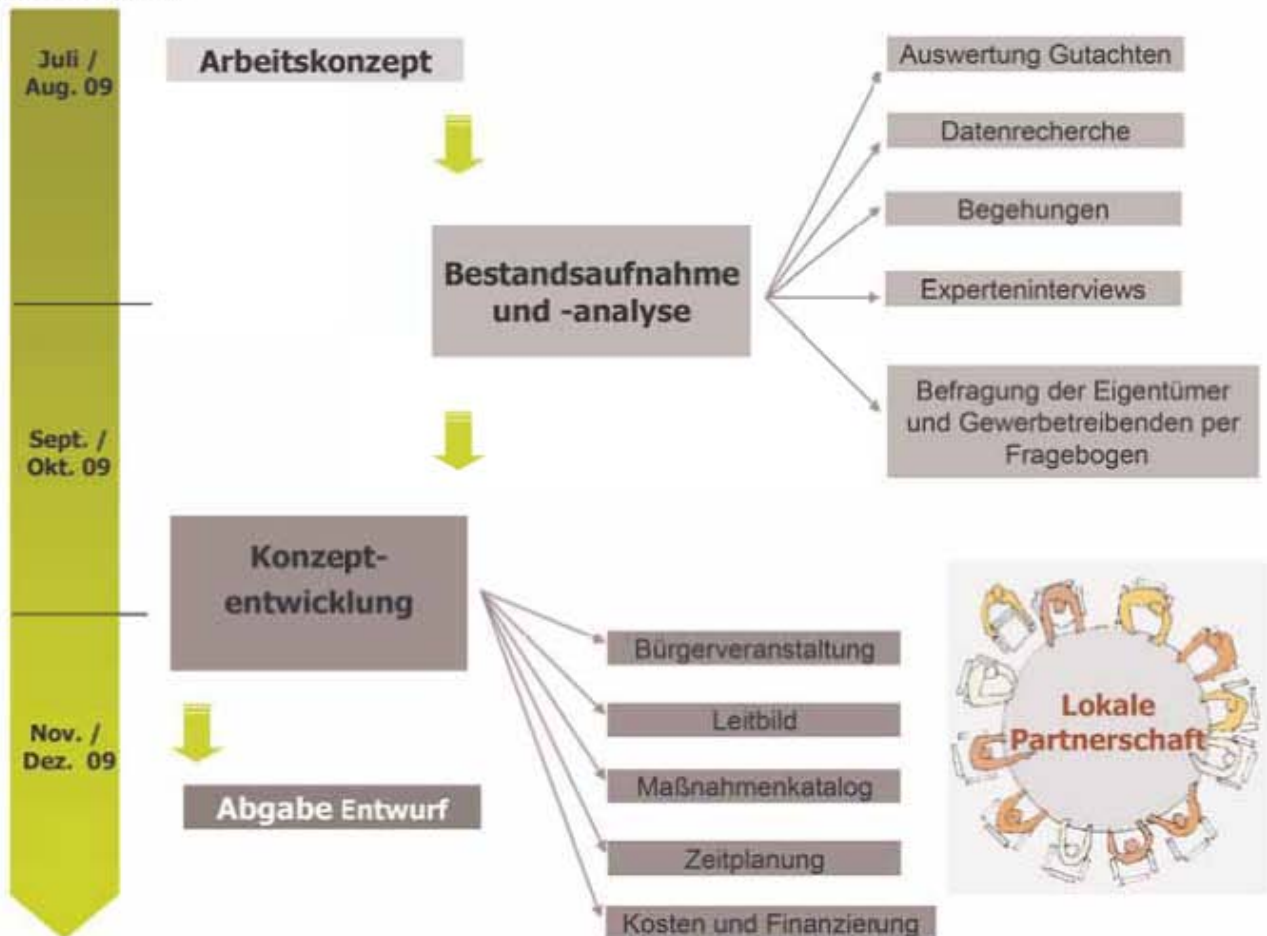 Juli /
Aug. 09
Arbeitskonzept
Auswertung Gutachten
Datenrecherche
Begehungen
Bestandsaufnahme
und -analyse
Experteninterviews
Befragung der Eigentümer
und Gewerbetreibenden per
Fragebogen
Sept. /
Okt. 09
Konzept-
entwicklung
Bürgerveranstaltung
Leitbild
Maßnahmenkatalog
Zeitplanung
Kosten und Finanzierung
Lokale
Partnerschaft
Nov. /
Dez. 09
Abgabe Entwurf